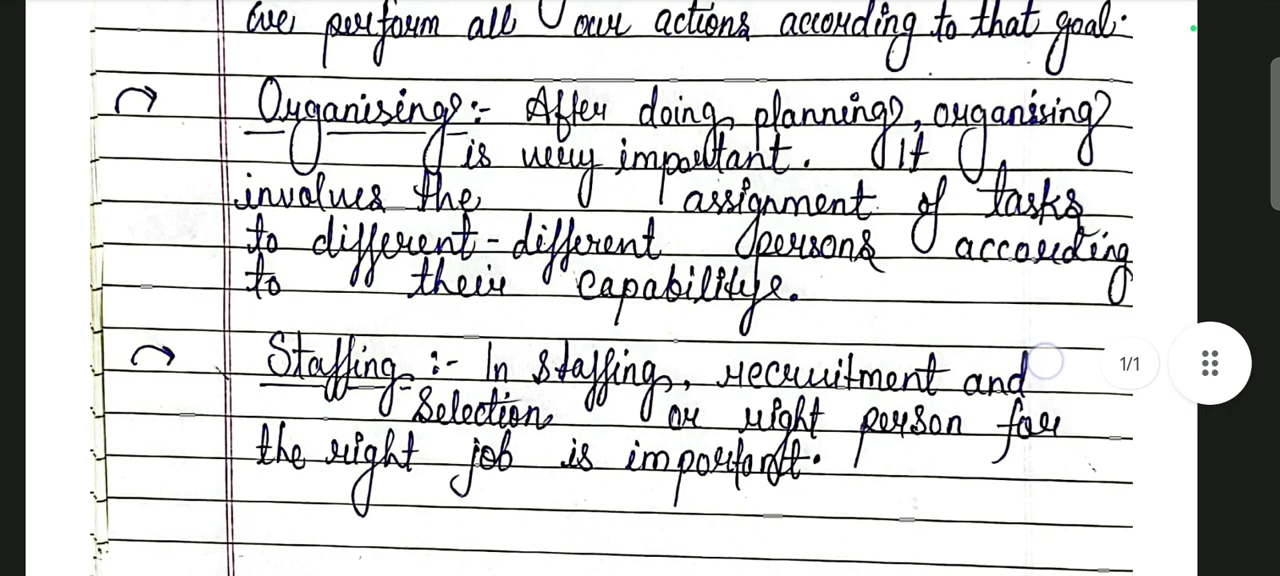 we perform all our actions according to that goal.
Organising :- After doing planning, organising
is very important. It
involves the assignment of tasks
to different-different persons according
to their capabilitye.
Staffing :- In staffing, recruitment and
Selection or right person for
the right job is important.
1/1